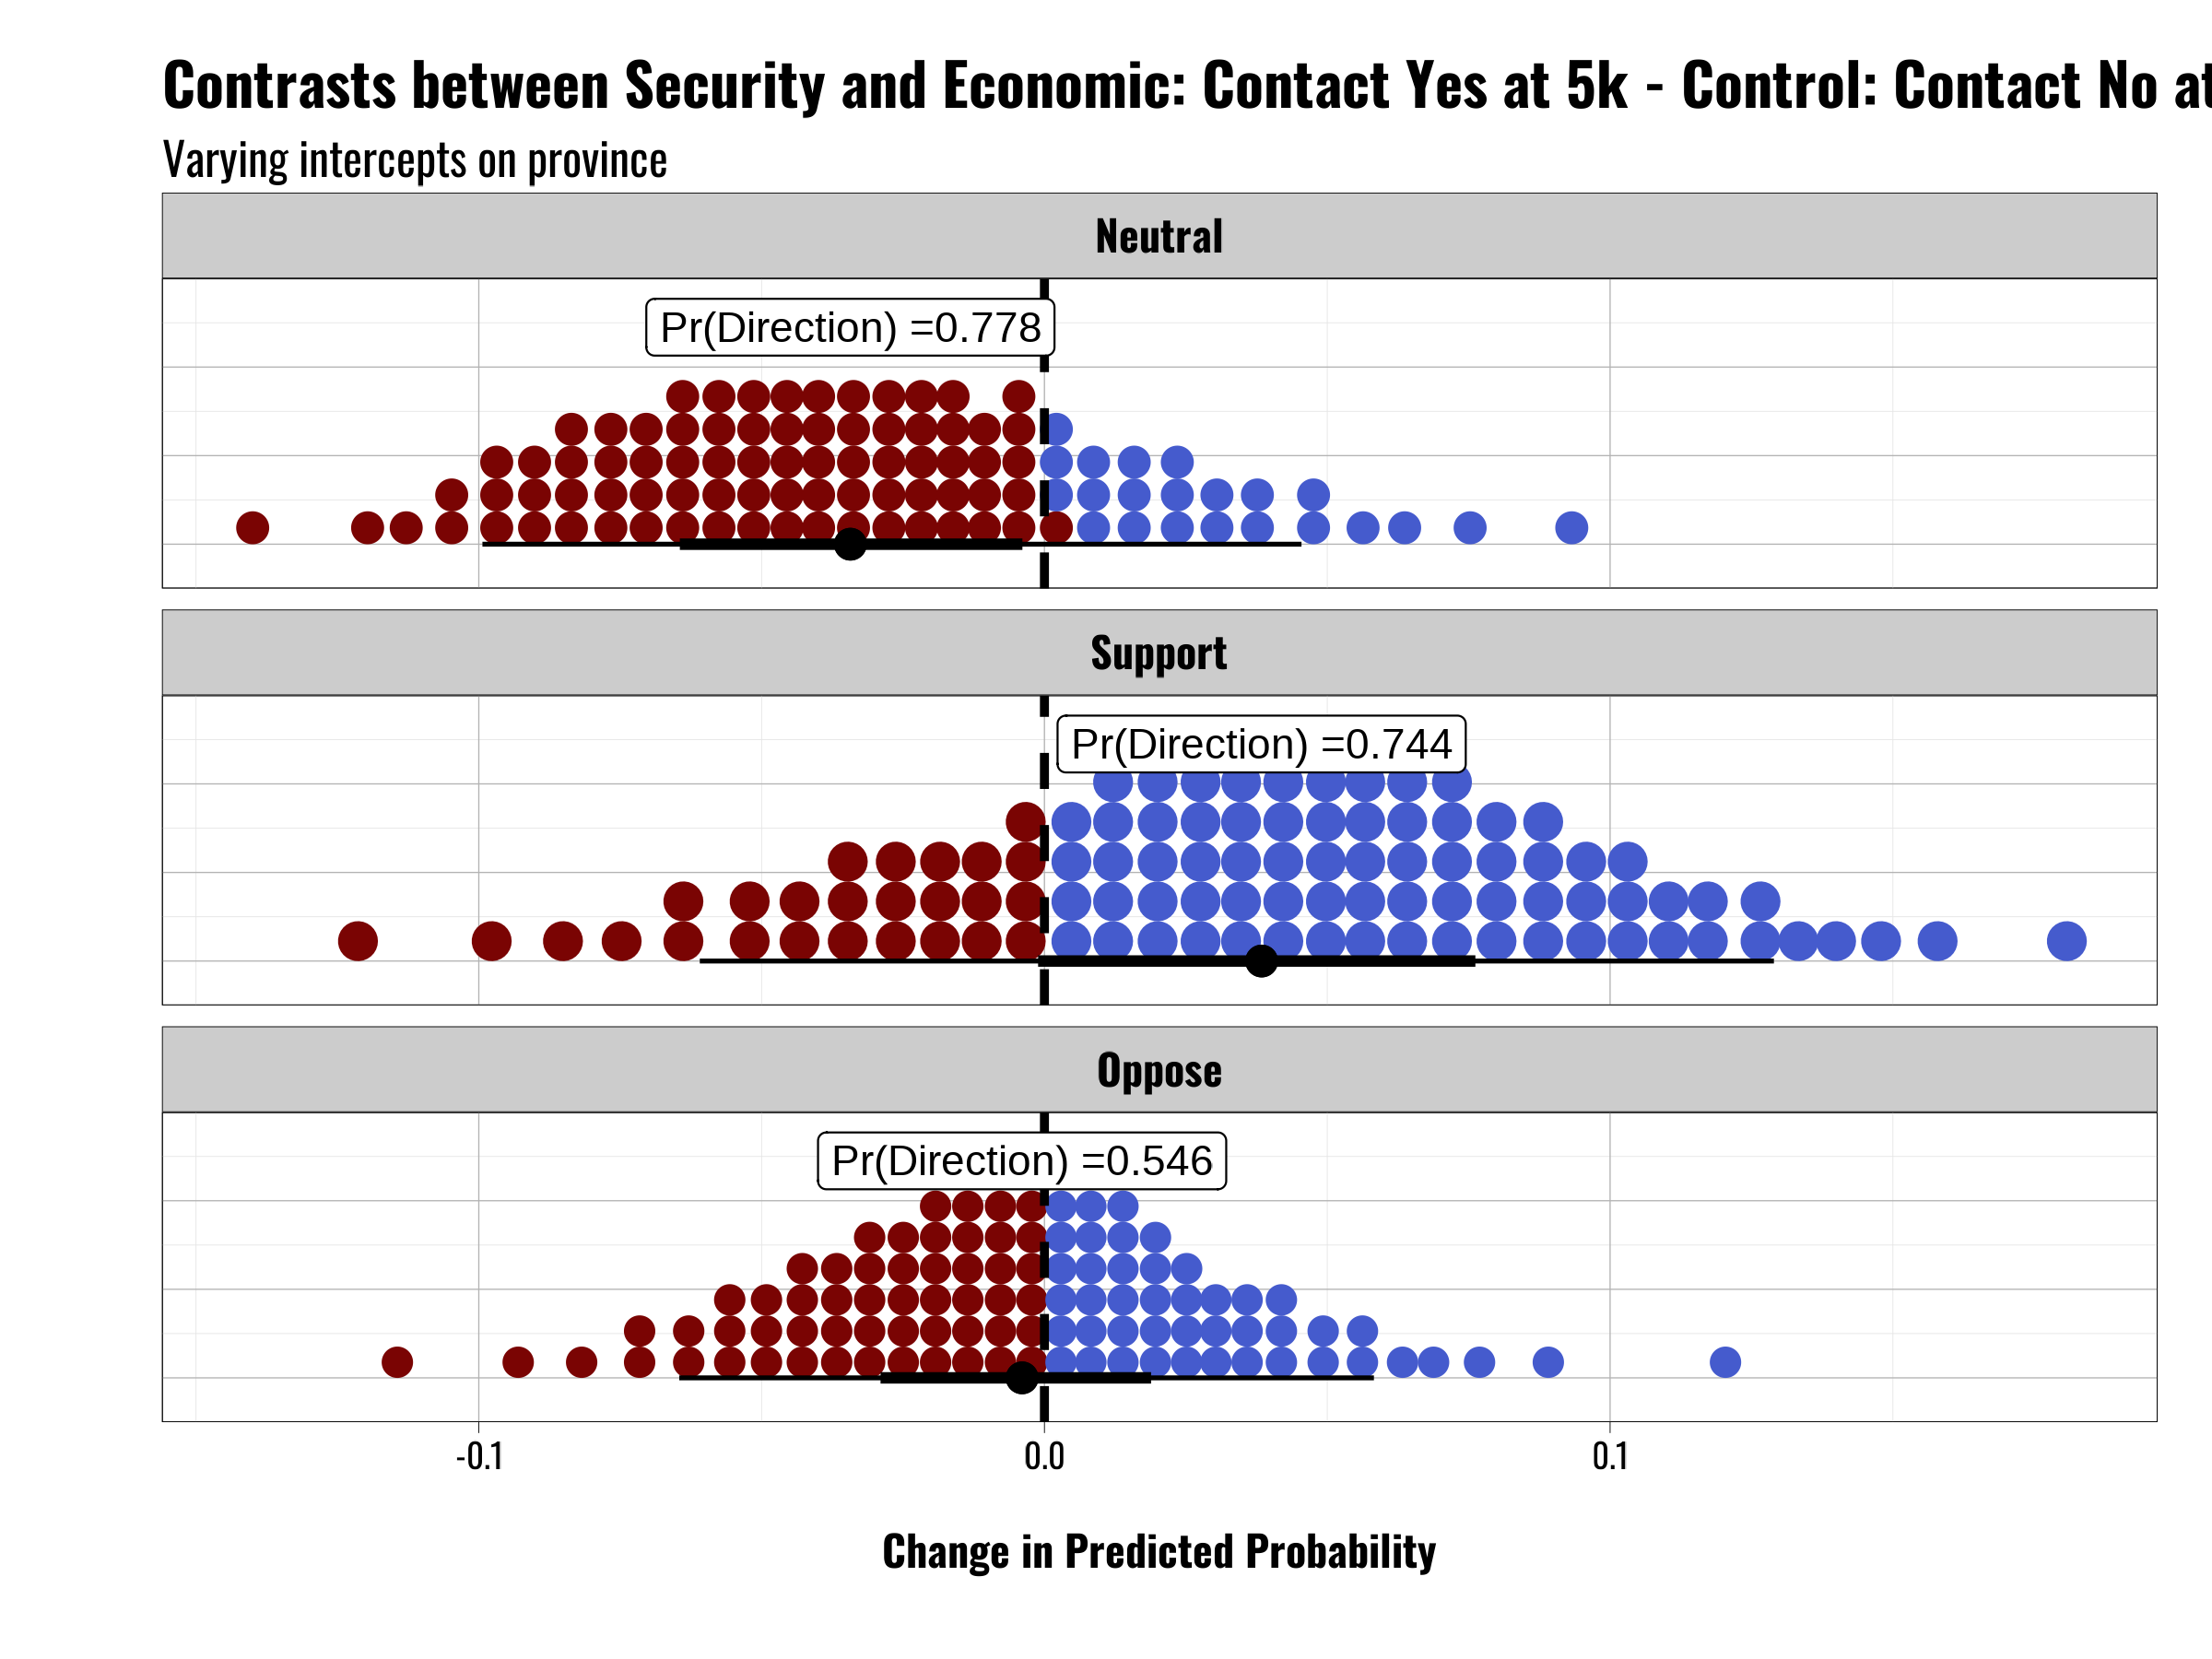 Contrasts between Security and Economic: Contact Yes at 5k - Control: Contact No at
Varying intercepts on province
Neutral
Pr(Direction) =0.778
Support
Pr(Direction) =0.744
Oppose
Pr(Direction) =0.546
-0.1 0.0 0.1
Change in Predicted Probability